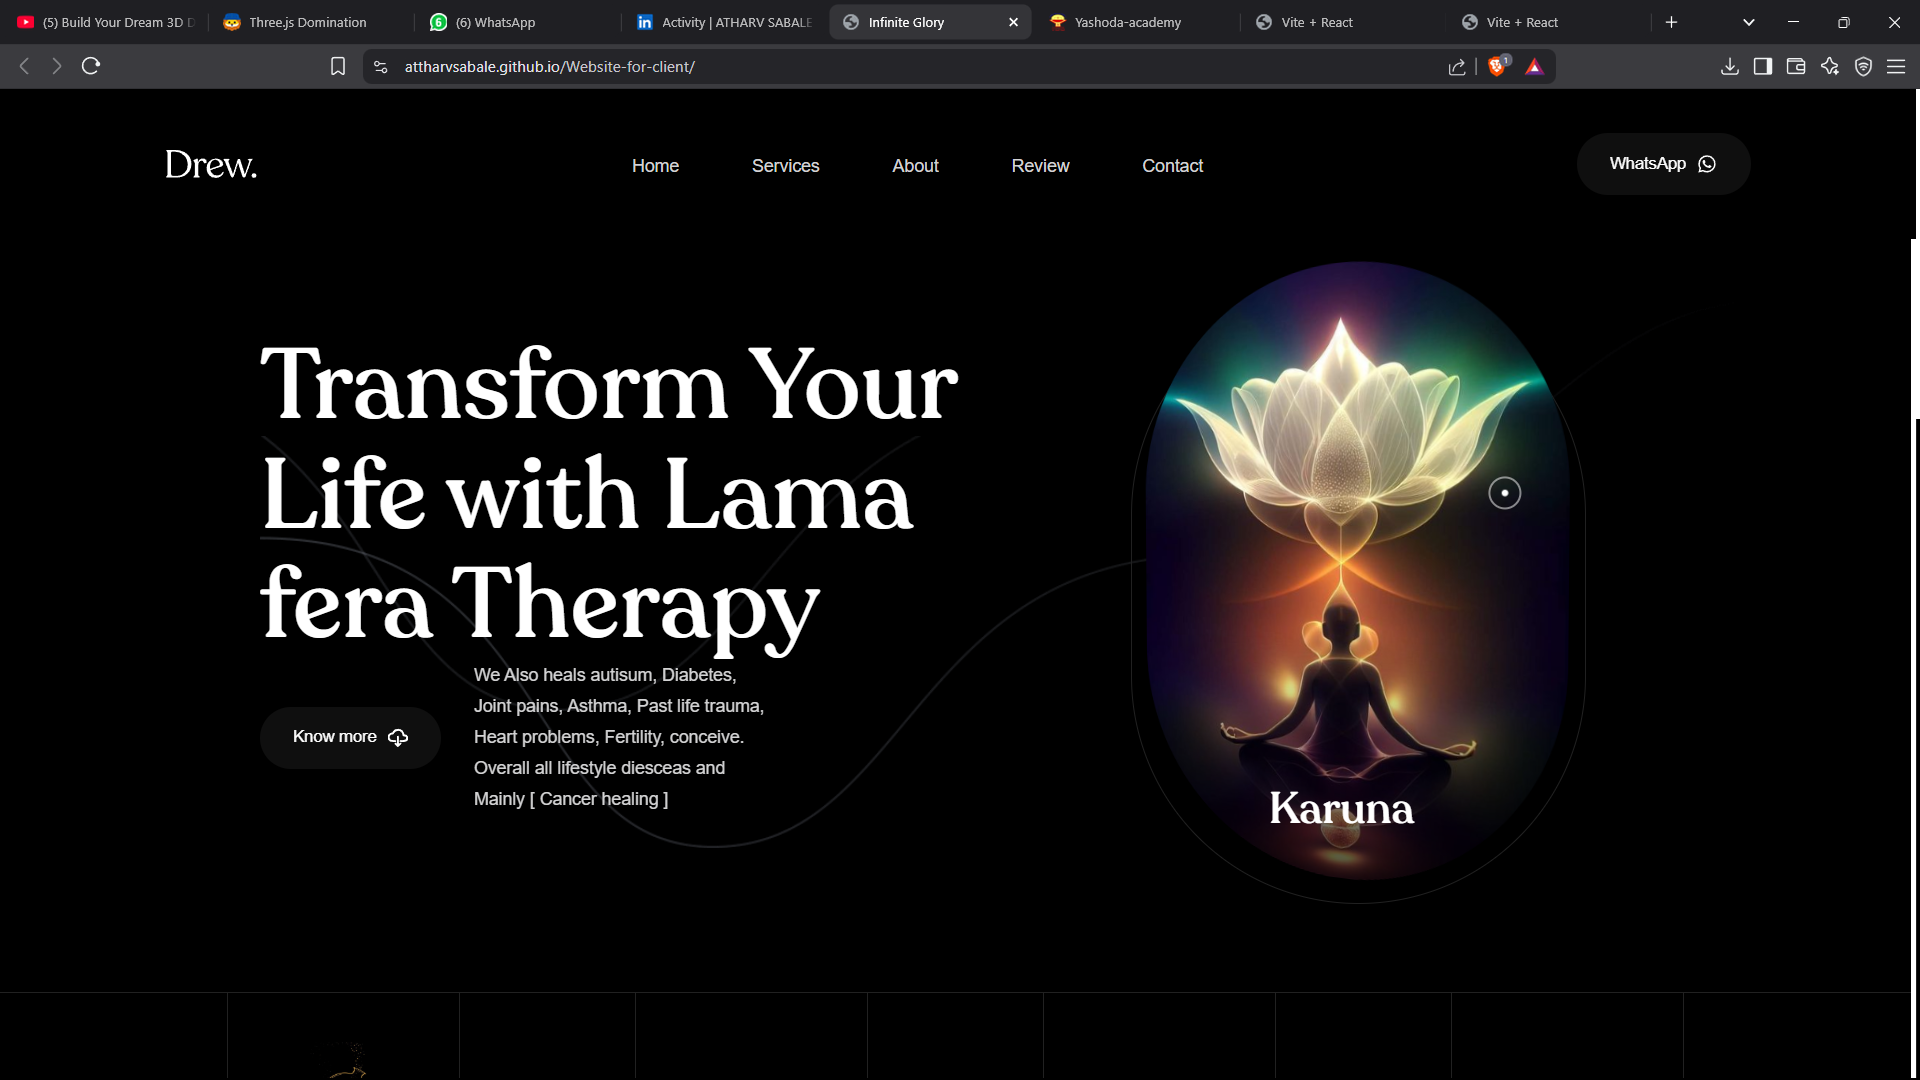 (5) Build Your Dream 3D
Three.js Domination
6 (6) WhatsApp
Activity | ATHARV SABALE
Infinite Glory
Yashoda-academy
Vite + React
Vite + React
attharvsabale.github.io/Website-for-client/
1
Drew.
Home
Services
About
Review
Contact
WhatsApp
Transform Your
Life with Lama
fera Therapy
We Also heals autisum, Diabetes,
Joint pains, Asthma, Past life trauma,
Heart problems, Fertility, conceive.
Overall all lifestyle diesceas and
Mainly [ Cancer healing ]
Know more
Karuna